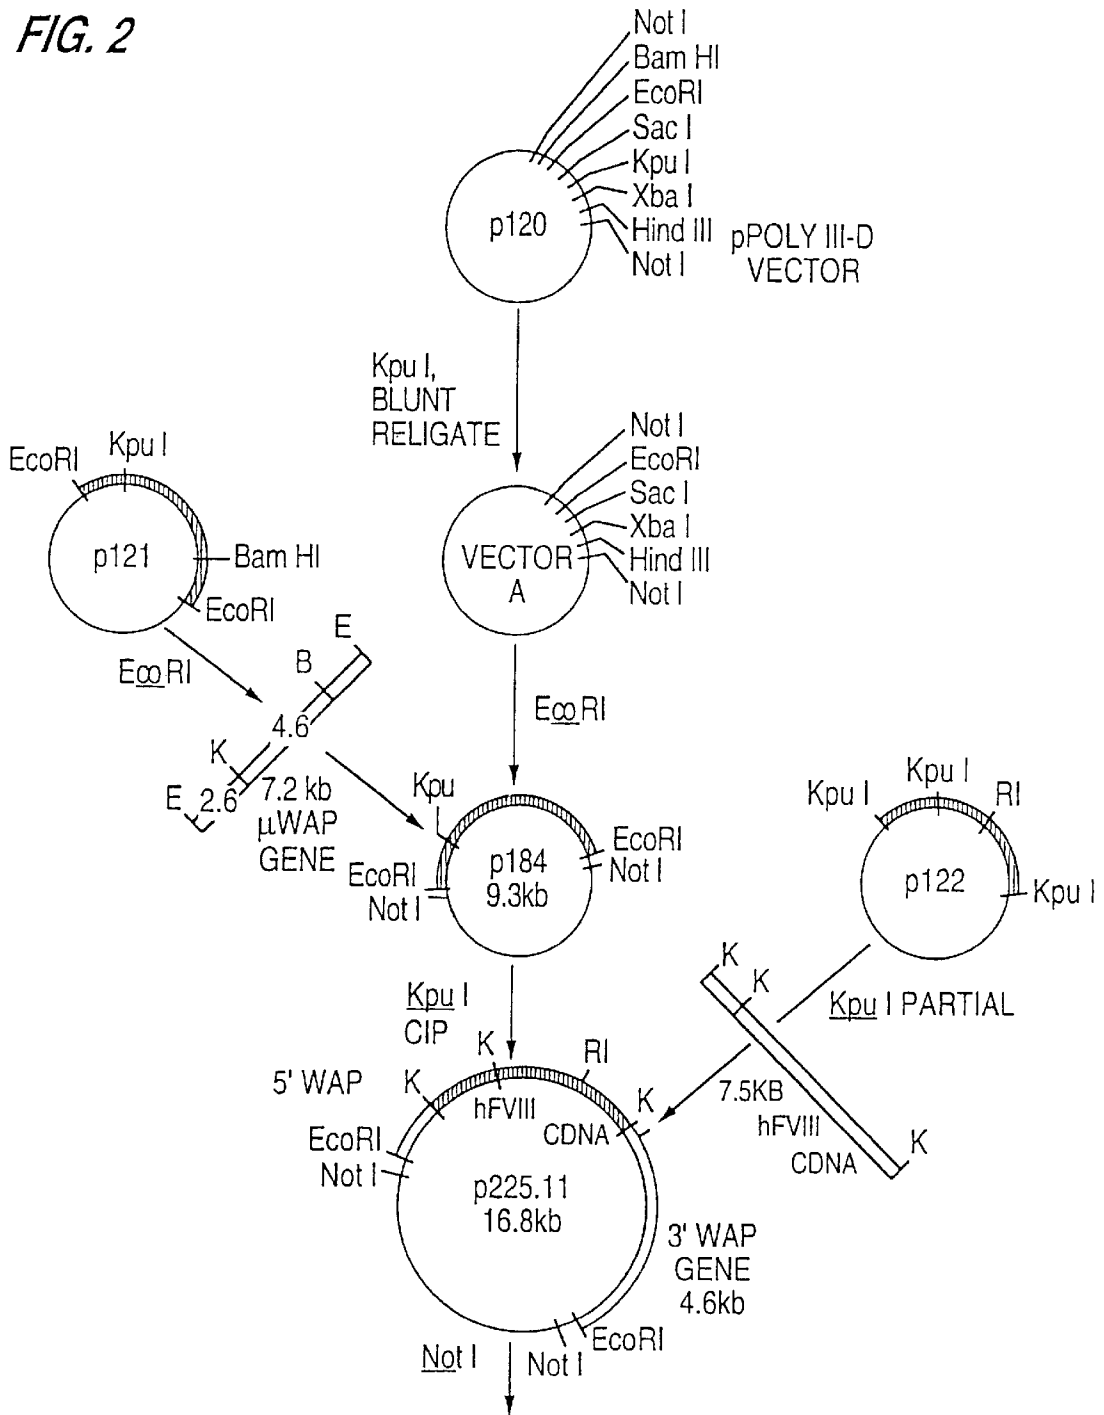 FIG. 2
Not I
Bam HI
EcoRI
Sac I
Kpu I
Xba I
Hind III
Not I
p120
pPOLY III-D
VECTOR
Kpu I,
BLUNT
RELIGATE
Not I
EcoRI
Sac I
Xba I
Hind III
Not I
VECTOR
A
EcoRI
Kpu I
p121
Bam HI
EcoRI
EcoRI
E
B
4.6
K
2.6
E
7.2 kb
μWAP
GENE
EcoRI
Kpu
p184
9.3kb
EcoRI
Not I
EcoRI
Not I
Kpu I
Kpu I
RI
p122
Kpu I
Kpu I PARTIAL
K
K
7.5KB
hFVIII
CDNA
K
Kpu I
CIP
5' WAP
K
K
RI
hFVIII
CDNA
K
EcoRI
Not I
p225.11
16.8kb
3' WAP
GENE
4.6kb
EcoRI
Not I
Not I